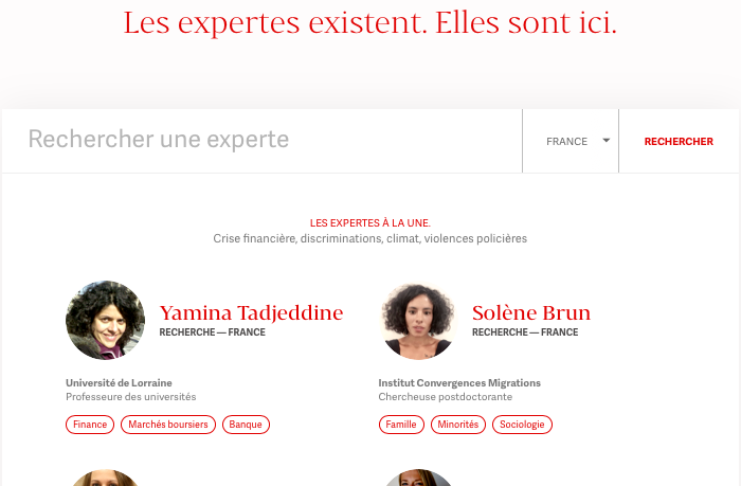 Les expertes existent. Elles sont ici.
Rechercher une experte
FRANCE
RECHERCHER
LES EXPERTES À LA UNE.
Crise financière, discriminations, climat, violences policières
Yamina Tadjeddine
RECHERCHE — FRANCE
Université de Lorraine
Professeure des universités
Finance
Marchés boursiers
Banque
Solène Brun
RECHERCHE — FRANCE
Institut Convergences Migrations
Chercheuse postdoctorante
Famille
Minorités
Sociologie